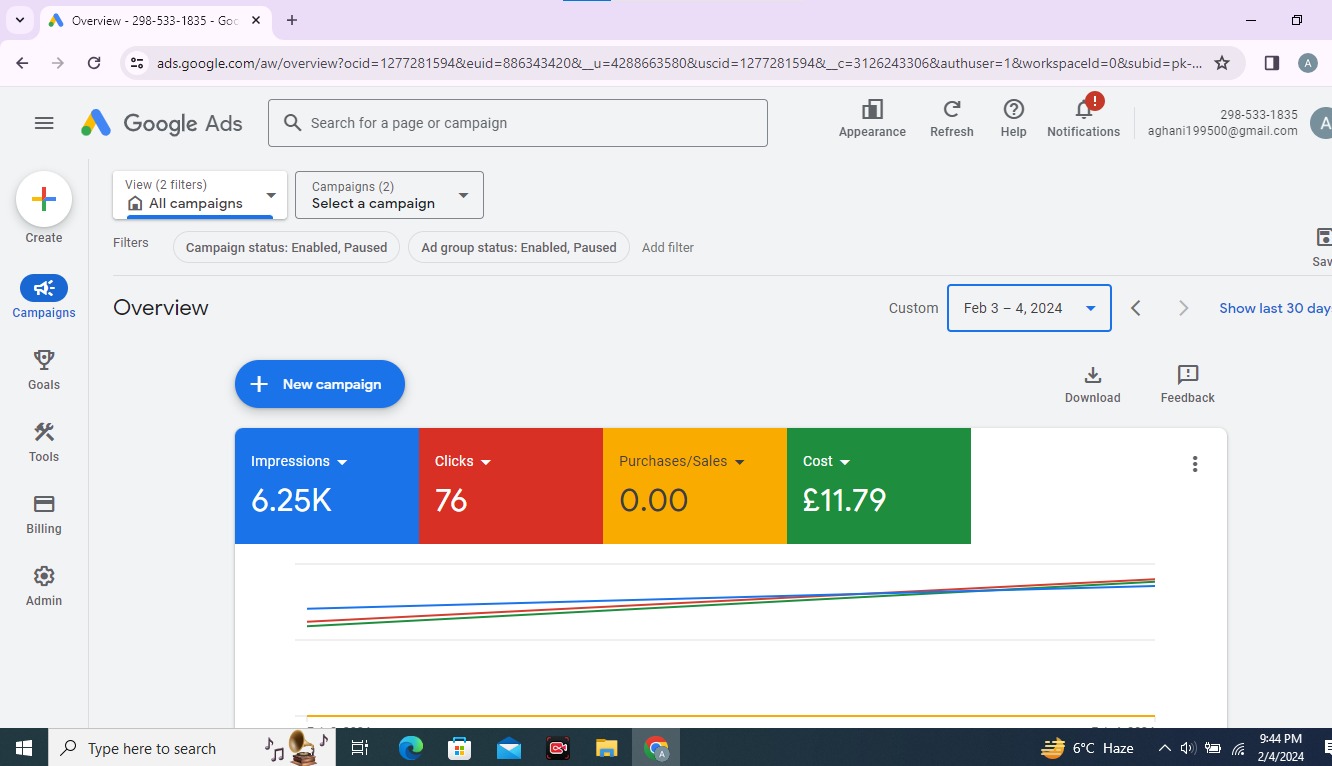 Overview - 298-533-1835 - Goo
ads.google.com/aw/overview?ocid=1277281594&euid=886343420&__u=4288663580&uscid=1277281594&__c=3126243306&authuser=1&workspaceId=0&subid=pk-...
A
Google Ads
Search for a page or campaign
Appearance
Refresh
Help
Notifications
298-533-1835
aghani199500@gmail.com
A
View (2 filters)
All campaigns
Campaigns (2)
Select a campaign
Create
Filters
Campaign status: Enabled, Paused
Ad group status: Enabled, Paused
Add filter
Sav
Campaigns
Overview
Custom
Feb 3 – 4, 2024
Show last 30 day
Goals
New campaign
Download
Feedback
Tools
Impressions
6.25K
Clicks
76
Purchases/Sales
0.00
Cost
£11.79
Billing
Admin
Type here to search
A
6°C Haze
9:44 PM
2/4/2024